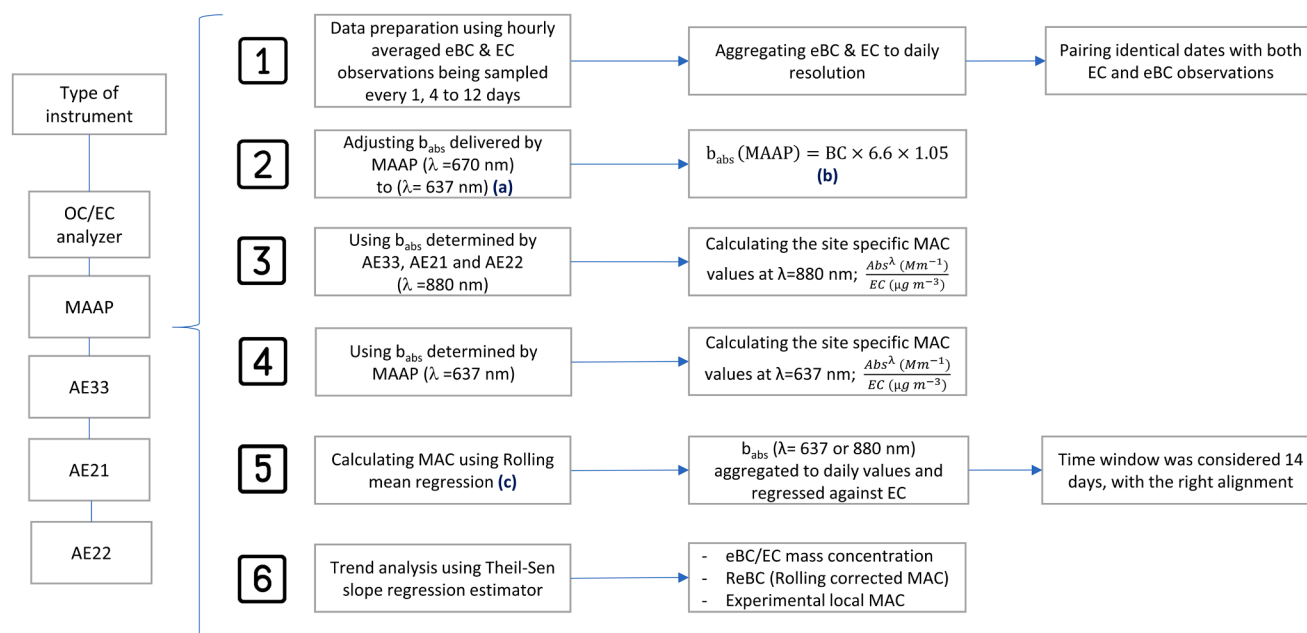 Type of
instrument
OC/EC
analyzer
MAAP
AE33
AE21
AE22
1
Data preparation using hourly
averaged eBC & EC
observations being sampled
every 1, 4 to 12 days
Aggregating eBC & EC to daily
resolution
Pairing identical dates with both
EC and eBC observations
2
Adjusting b_abs delivered by
MAAP (λ =670 nm)
to (λ= 637 nm) (a)
b_abs (MAAP) = BC × 6.6 × 1.05
(b)
3
Using b_abs determined by
AE33, AE21 and AE22
(λ =880 nm)
Calculating the site specific MAC
values at λ=880 nm; Abs^λ (Mm⁻¹) / EC (μg m⁻³)
4
Using b_abs determined by
MAAP (λ =637 nm)
Calculating the site specific MAC
values at λ=637 nm; Abs^λ (Mm⁻¹) / EC (μg m⁻³)
5
Calculating MAC using Rolling
mean regression (c)
b_abs (λ= 637 or 880 nm)
aggregated to daily values and
regressed against EC
Time window was considered 14
days, with the right alignment
6
Trend analysis using Theil-Sen
slope regression estimator
- eBC/EC mass concentration
- ReBC (Rolling corrected MAC)
- Experimental local MAC